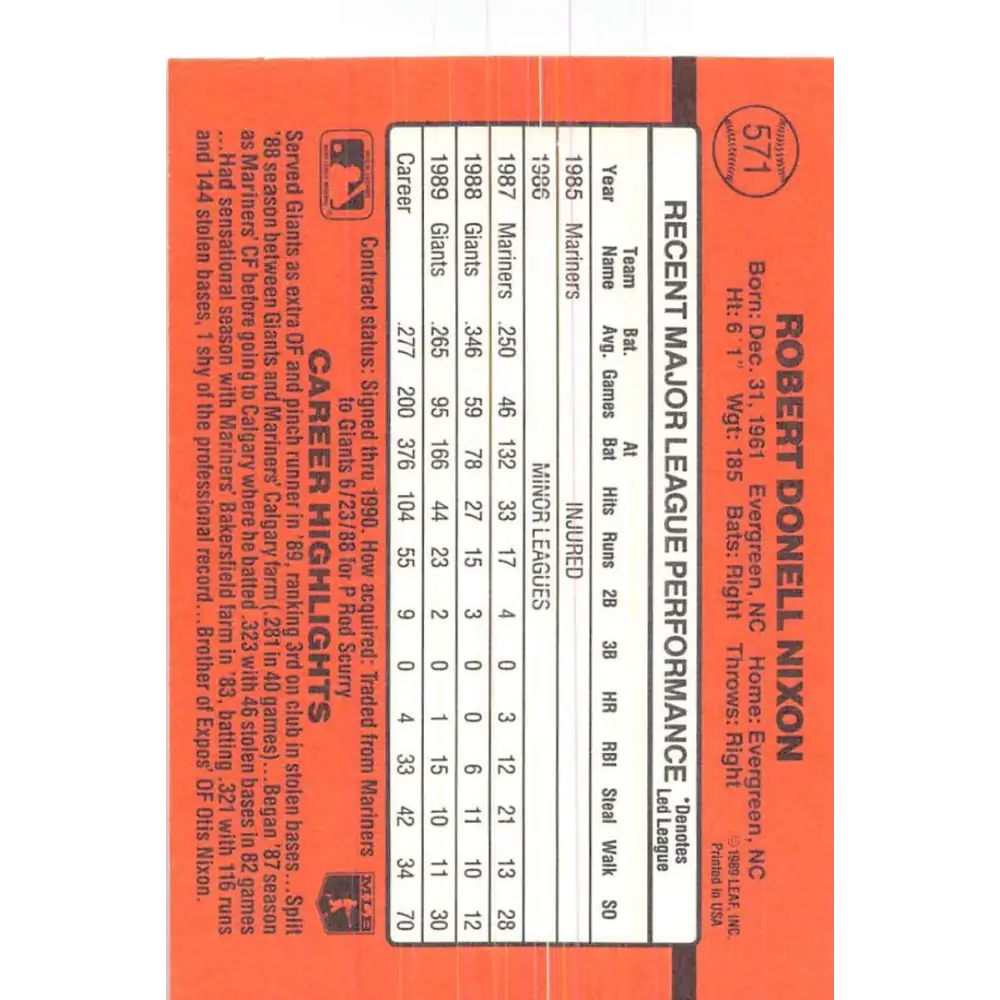 571
ROBERT DONELL NIXON
Born: Dec. 31, 1961 Evergreen, NC Home: Evergreen, NC
Ht: 6'1" Wgt: 185 Bats: Right Throws: Right
©1989 LEAF, INC.
Printed in USA
RECENT MAJOR LEAGUE PERFORMANCE *Denotes Led League
Year Team Name Bat. Avg. Games At Bat Hits Runs 2B 3B HR RBI Steal Walk SO
1985 Mariners INJURED
1986 MINOR LEAGUES
1987 Mariners .250 46 132 33 17 4 0 3 12 21 13 28
1988 Giants .346 59 78 27 15 3 0 0 6 11 10 12
1989 Giants .265 95 166 44 23 2 0 1 15 10 11 30
Career .277 200 376 104 55 9 0 4 33 42 34 70
Contract status: Signed thru 1990. How acquired: Traded from Mariners
to Giants 6/23/88 for P Rod Scurry
MLB
CAREER HIGHLIGHTS
Served Giants as extra OF and pinch runner in '89, ranking 3rd on club in stolen bases...Split
'88 season between Giants and Mariners' Calgary farm (.281 in 40 games)...Began '87 season
as Mariners' CF before going to Calgary where he batted .323 with 46 stolen bases in 82 games
...Had sensational season with Mariners' Bakersfield farm in '83, batting .321 with 116 runs
and 144 stolen bases, 1 shy of the professional record...Brother of Expos' OF Otis Nixon.